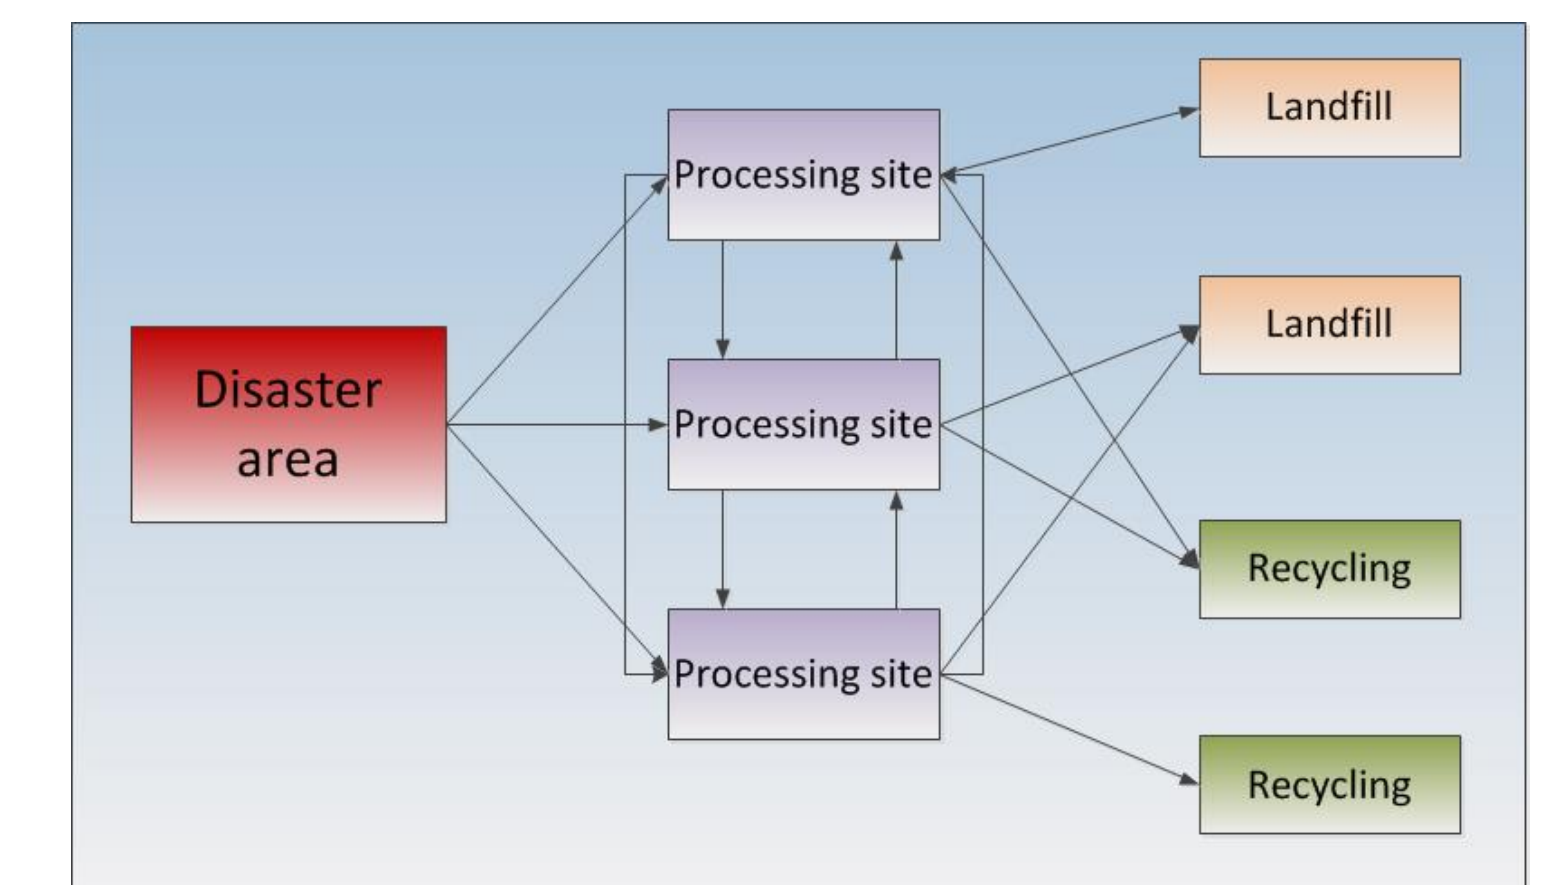 Landfill
Processing site
Landfill
Disaster
area
Processing site
Recycling
Processing site
Recycling